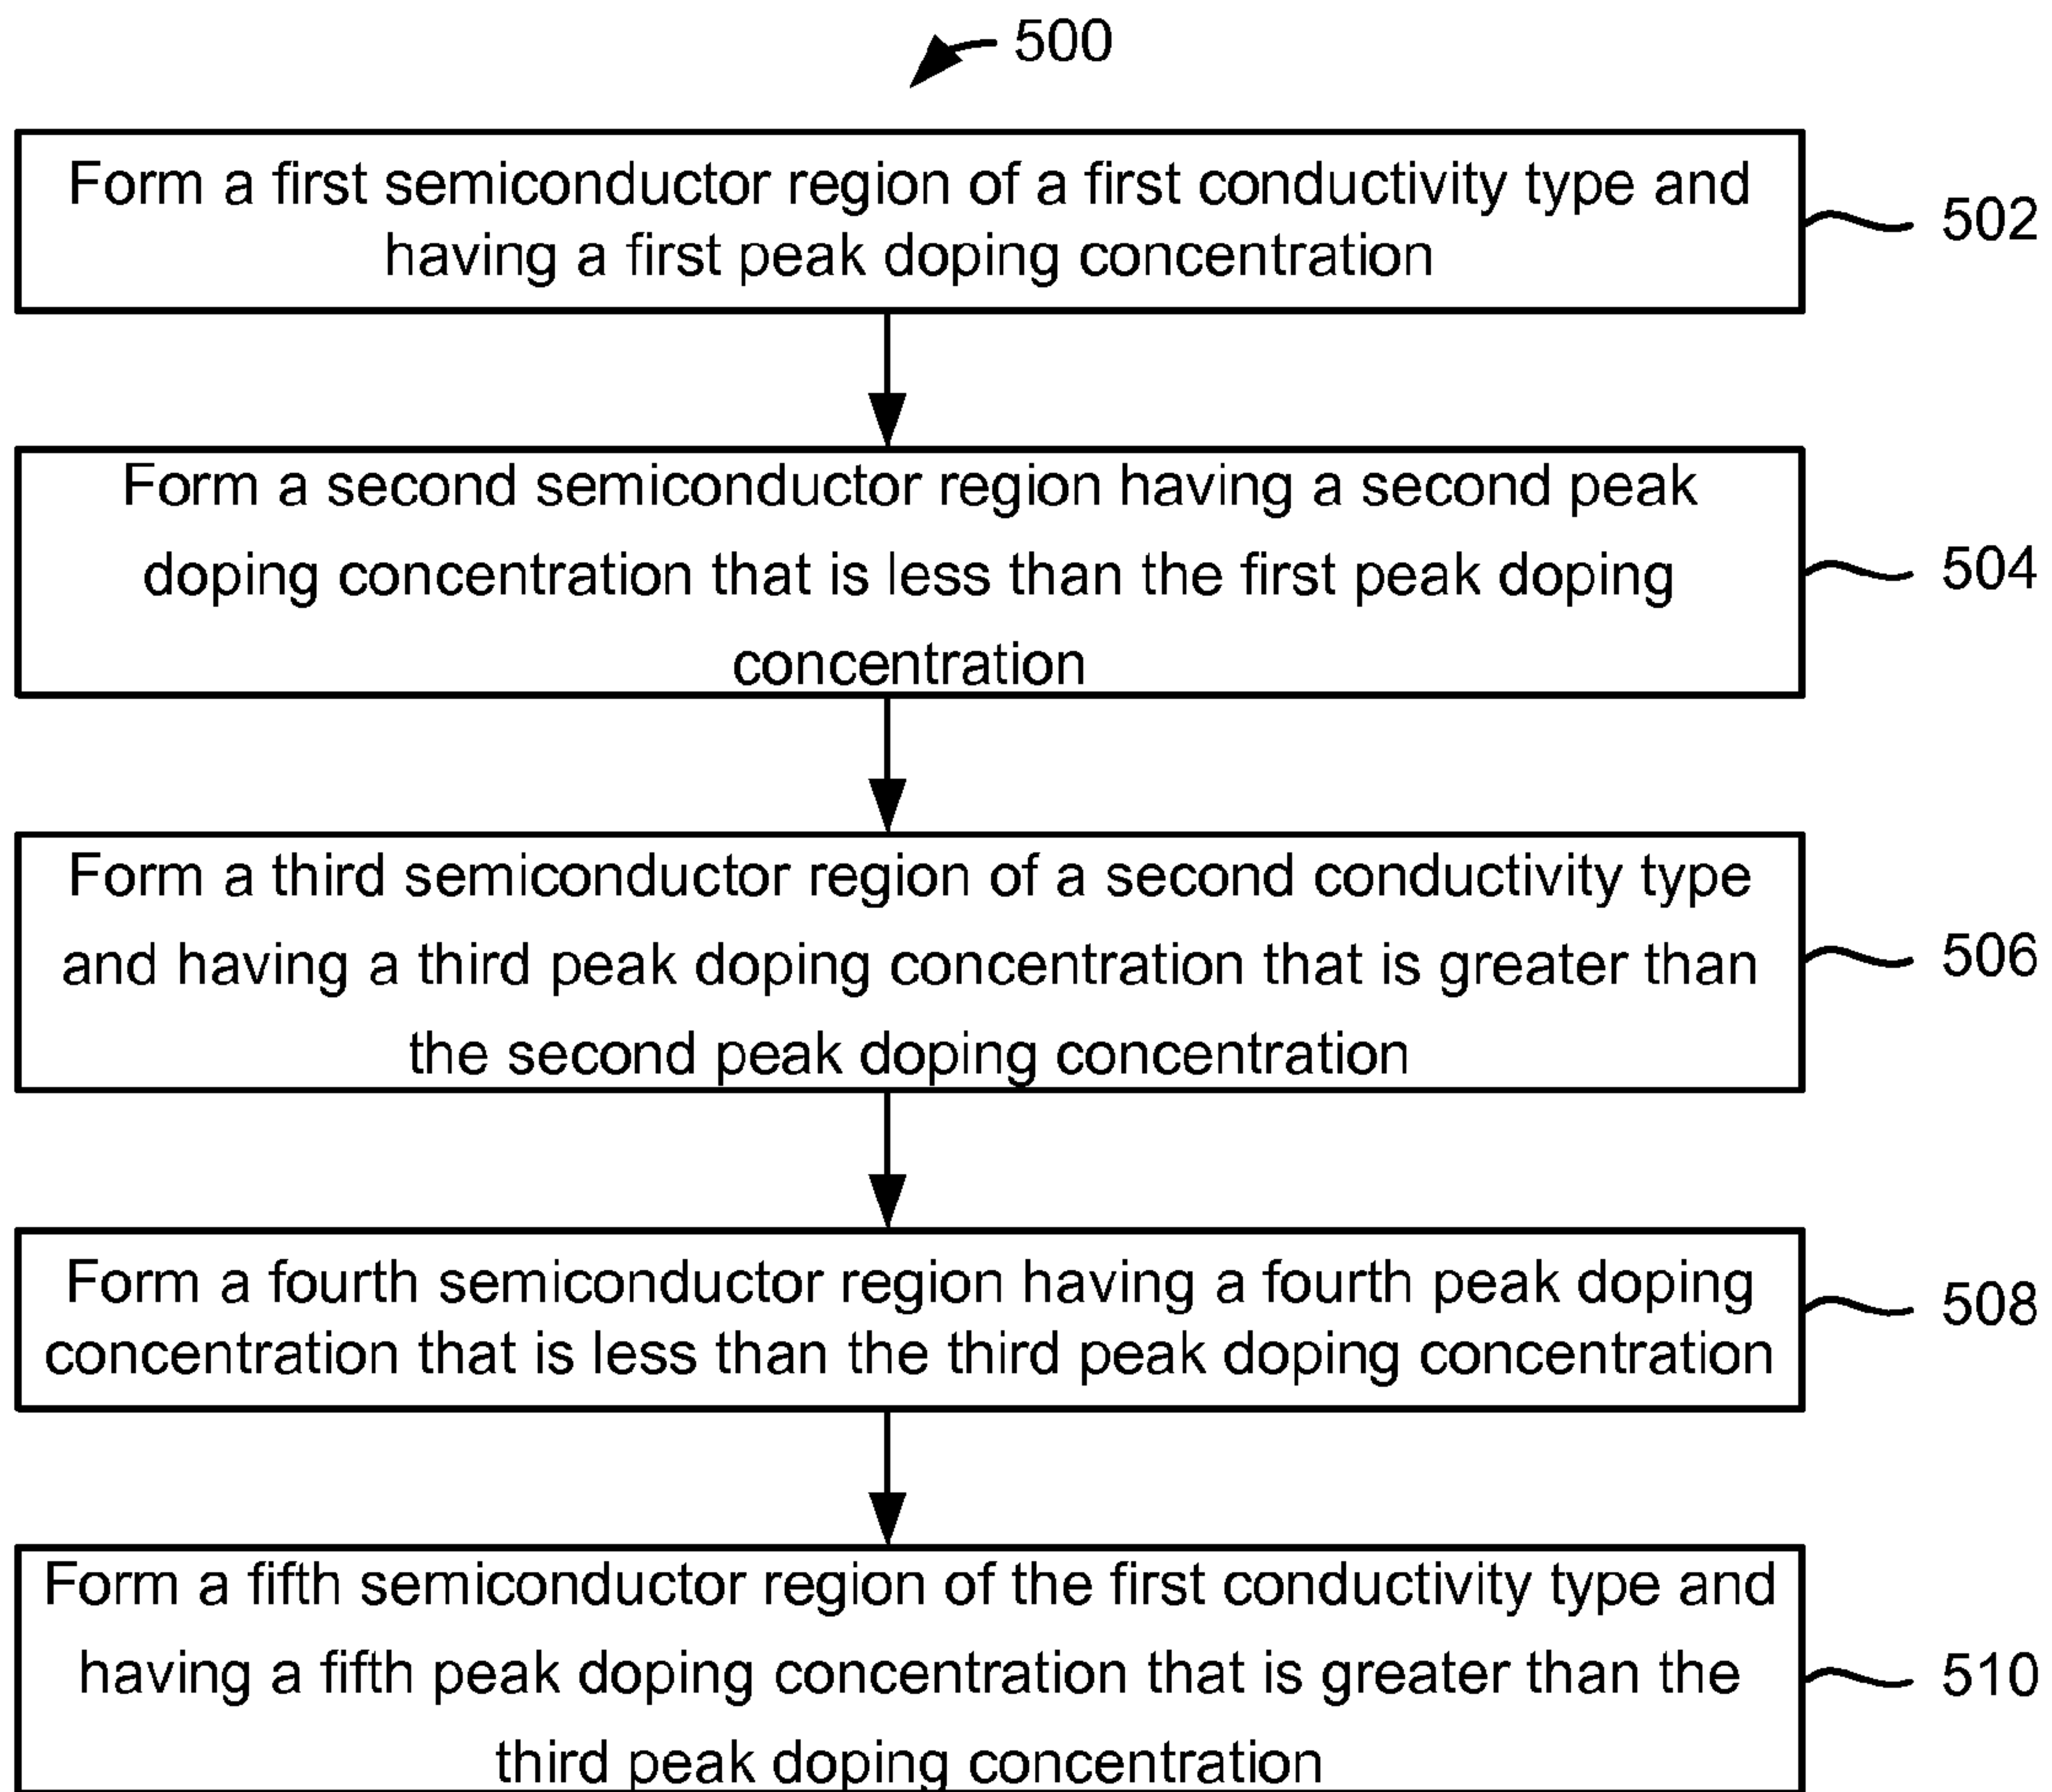 500
Form a first semiconductor region of a first conductivity type and
having a first peak doping concentration
502
Form a second semiconductor region having a second peak
doping concentration that is less than the first peak doping
concentration
504
Form a third semiconductor region of a second conductivity type
and having a third peak doping concentration that is greater than
the second peak doping concentration
506
Form a fourth semiconductor region having a fourth peak doping
concentration that is less than the third peak doping concentration
508
Form a fifth semiconductor region of the first conductivity type and
having a fifth peak doping concentration that is greater than the
third peak doping concentration
510